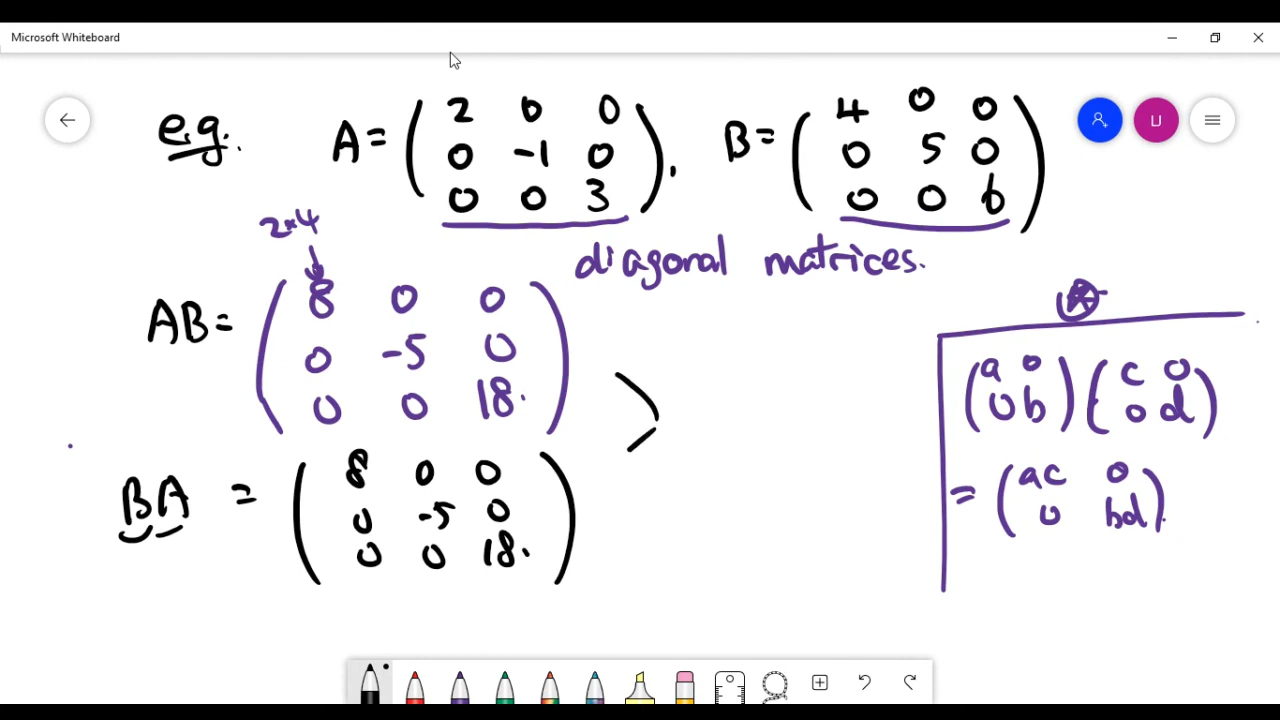 Microsoft Whiteboard
e.g. A = ( 2 0 0 ), B = ( 4 0 0 )
0 -1 0 0 5 0
0 0 3 0 0 6
2*4
diagonal matrices.
AB = ( 8 0 0 )
0 -5 0
0 0 18.
BA = ( 8 0 0 )
0 -5 0
0 0 18.
( a 0 ) ( c 0 )
0 b 0 d
= ( ac 0 )
0 bd .
U